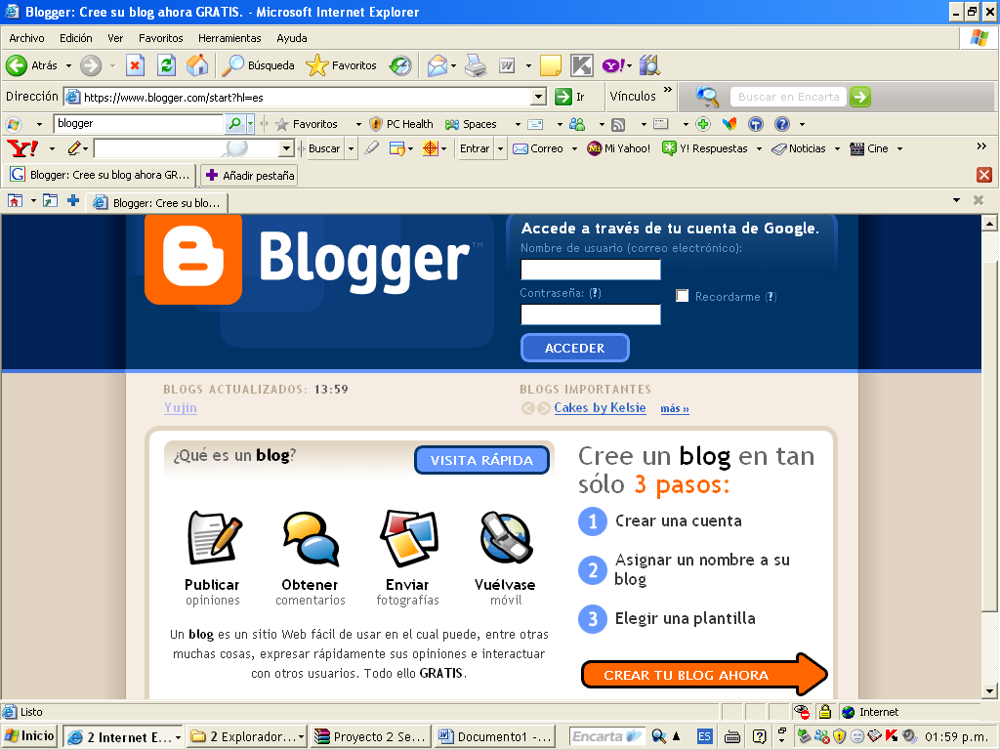 Blogger: Cree su blog ahora GRATIS. - Microsoft Internet Explorer
Archivo Edición Ver Favoritos Herramientas Ayuda
Atrás Búsqueda Favoritos
Dirección https://www.blogger.com/start?hl=es Ir Vínculos » Buscar en Encarta
blogger Favoritos PC Health Spaces
Y! Buscar Entrar Correo Mi Yahoo! Y! Respuestas Noticias Cine »
G Blogger: Cree su blog ahora GR... Añadir pestaña
Blogger: Cree su blo...
Blogger™
Accede a través de tu cuenta de Google.
Nombre de usuario (correo electrónico):
Contraseña: (?)
Recordarme (?)
ACCEDER
BLOGS ACTUALIZADOS: 13:59
Yujin
BLOGS IMPORTANTES
Cakes by Kelsie más »
¿Qué es un blog?
VISITA RÁPIDA
Publicar
opiniones
Obtener
comentarios
Enviar
fotografías
Vuélvase
móvil
Un blog es un sitio Web fácil de usar en el cual puede, entre otras
muchas cosas, expresar rápidamente sus opiniones e interactuar
con otros usuarios. Todo ello GRATIS.
Cree un blog en tan
sólo 3 pasos:
1 Crear una cuenta
2 Asignar un nombre a su
blog
3 Elegir una plantilla
CREAR TU BLOG AHORA
Listo Internet
Inicio 2 Internet E... 2 Explorador... Proyecto 2 Se... Documento1 -... Encarta ES 01:59 p.m.